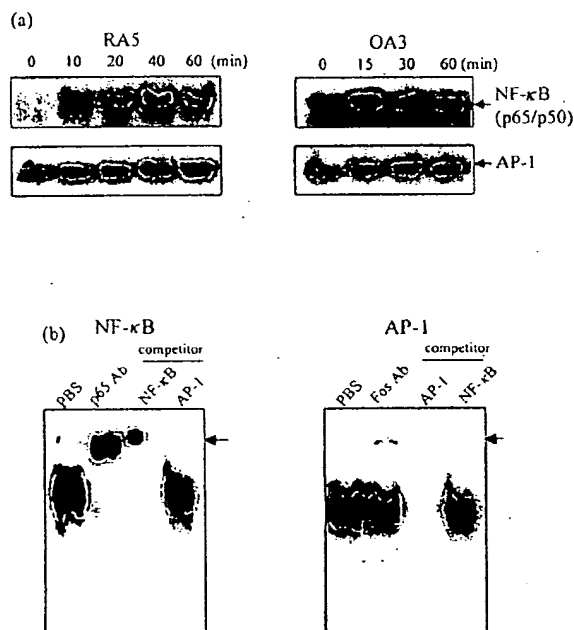 (a)
RA5
0 10 20 40 60 (min)
OA3
0 15 30 60 (min)
NF-κB
(p65/p50)
AP-1
(b)
NF-κB
competitor
PBS p65 Ab NF-κB AP-1
AP-1
competitor
PBS Fos Ab AP-1 NF-κB